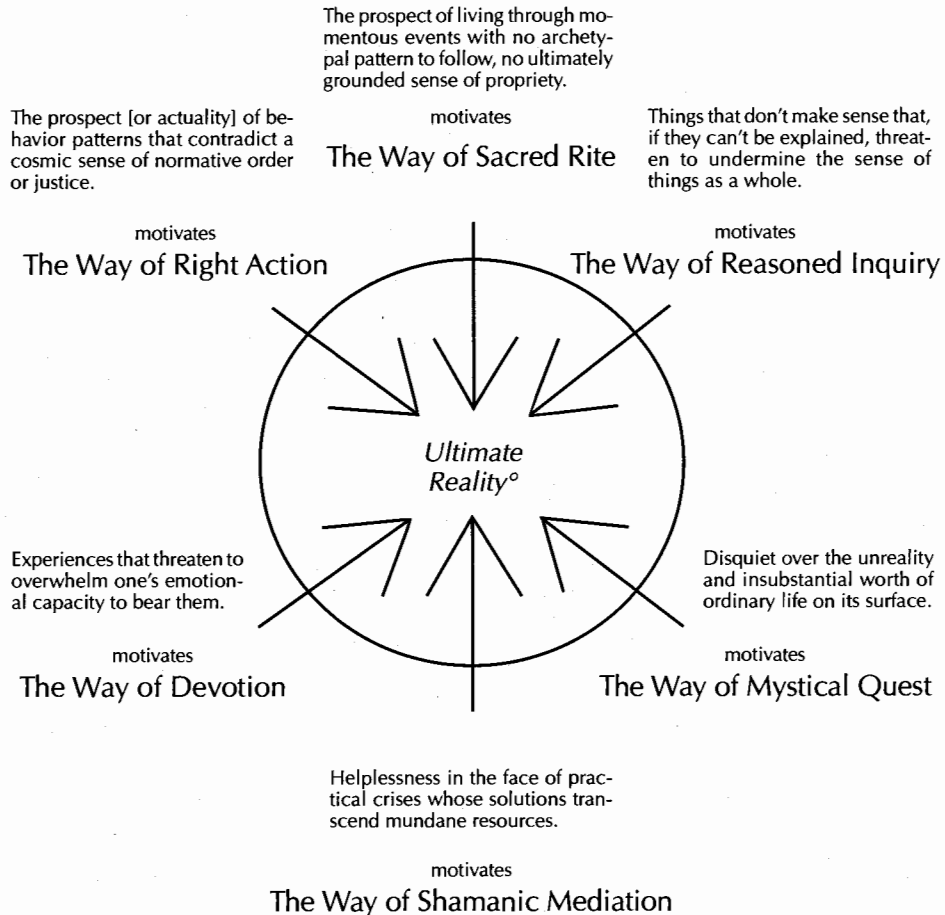 The prospect of living through mo-
mentous events with no archety-
pal pattern to follow, no ultimately
grounded sense of propriety.
motivates
The Way of Sacred Rite
The prospect [or actuality] of be-
havior patterns that contradict a
cosmic sense of normative order
or justice.
motivates
The Way of Right Action
Things that don't make sense that,
if they can't be explained, threat-
en to undermine the sense of
things as a whole.
motivates
The Way of Reasoned Inquiry
Ultimate
Reality°
Experiences that threaten to
overwhelm one's emotion-
al capacity to bear them.
motivates
The Way of Devotion
Disquiet over the unreality
and insubstantial worth of
ordinary life on its surface.
motivates
The Way of Mystical Quest
Helplessness in the face of prac-
tical crises whose solutions tran-
scend mundane resources.
motivates
The Way of Shamanic Mediation